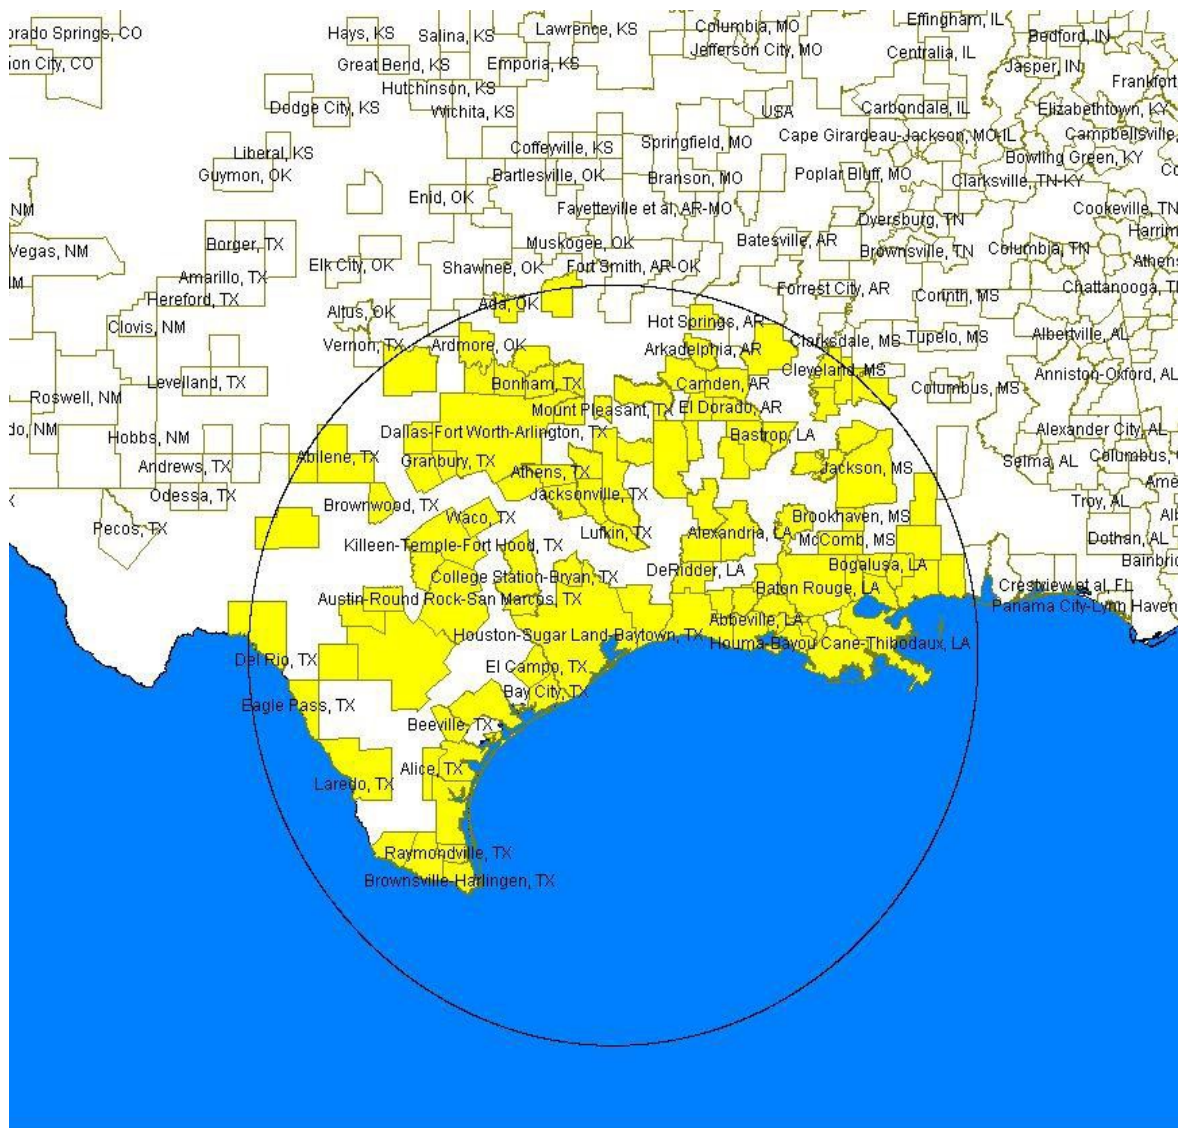 orado Springs, CO
Hays, KS
Salina, KS
Lawrence, KS
Columbia, MO
Effingham, IL
Bedford, IN
Jefferson City, MO
Centralia, IL
ion City, CO
Great Bend, KS
Emporia, KS
Jasper, IN
Frankfort
Hutchinson, KS
Dodge City, KS
Wichita, KS
USA
Carbondale, IL
Elizabethtown, KY
Cape Girardeau-Jackson, MO-IL
Campbellsville,
Springfield, MO
Coffeyville, KS
Liberal, KS
Bowling Green, KY
Guymon, OK
Bartlesville, OK
Branson, MO
Poplar Bluff, MO
Clarksville, TN-KY
Co
Enid, OK
Fayetteville et al, AR-MO
Dyersburg, TN
Cookeville, TN
NM
Harrim
Vegas, NM
Borger, TX
Muskogee, OK
Batesville, AR
Brownsville, TN
Columbia, TN
Elk City, OK
Shawnee, OK
Fort Smith, AR-OK
Athens
Amarillo, TX
Forrest City, AR
Chattanooga, T
Hereford, TX
Ada, OK
Corinth, MS
Altus, OK
Hot Springs, AR
Clovis, NM
Clarksdale, MS
Tupelo, MS
Albertville, AL
Vernon, TX
Ardmore, OK
Arkadelphia, AR
Levelland, TX
Bonham, TX
Camden, AR
Cleveland, MS
Columbus, MS
Anniston-Oxford, AL
Roswell, NM
Mount Pleasant, TX
El Dorado, AR
do, NM
Hobbs, NM
Dallas-Fort Worth-Arlington, TX
Bastrop, LA
Alexander City, AL
Abilene, TX
Granbury, TX
Andrews, TX
Athens, TX
Jackson, MS
Selma, AL
Columbus,
Odessa, TX
Jacksonville, TX
Ame
Brownwood, TX
Troy, AL
Pecos, TX
Waco, TX
Brookhaven, MS
Alb
Lufkin, TX
Alexandria, LA
McComb, MS
Dothan, AL
Killeen-Temple-Fort Hood, TX
Bainbri
College Station-Bryan, TX
DeRidder, LA
Bogalusa, LA
Baton Rouge, LA
Crestview et al, FL
Austin-Round Rock-San Marcos, TX
Panama City-Lynn Haven
Abbeville, LA
Houston-Sugar Land-Baytown, TX
Houma-Bayou Cane-Thibodaux, LA
Del Rio, TX
El Campo, TX
Bay City, TX
Eagle Pass, TX
Beeville, TX
Alice, TX
Laredo, TX
Raymondville, TX
Brownsville-Harlingen, TX